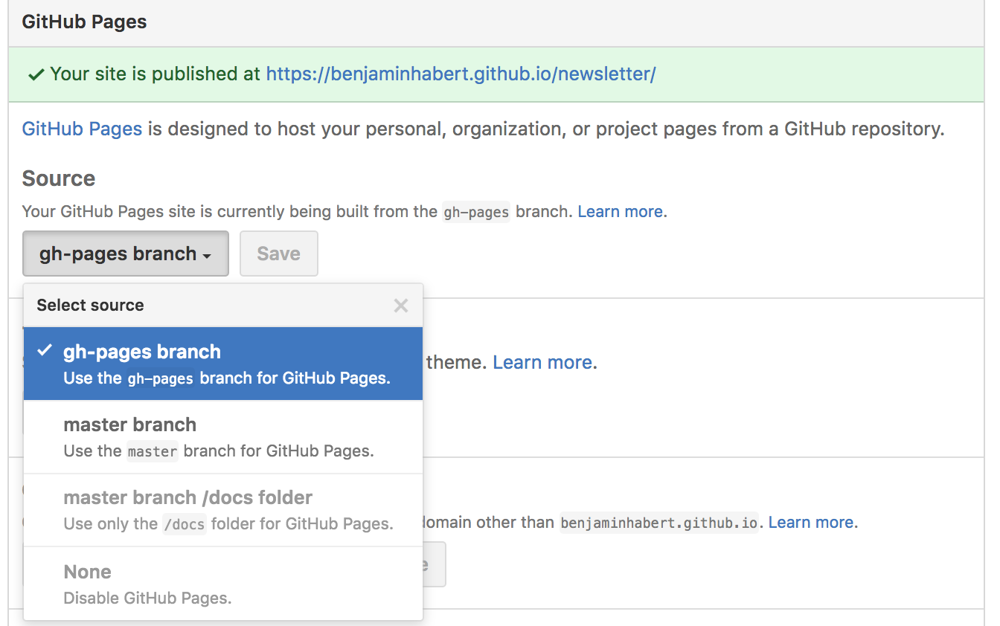 GitHub Pages
Your site is published at https://benjaminhabert.github.io/newsletter/
GitHub Pages is designed to host your personal, organization, or project pages from a GitHub repository.
Source
Your GitHub Pages site is currently being built from the gh-pages branch. Learn more.
gh-pages branch
Save
Select source
gh-pages branch
Use the gh-pages branch for GitHub Pages.
theme. Learn more.
master branch
Use the master branch for GitHub Pages.
master branch /docs folder
Use only the /docs folder for GitHub Pages.
domain other than benjaminhabert.github.io. Learn more.
None
Disable GitHub Pages.